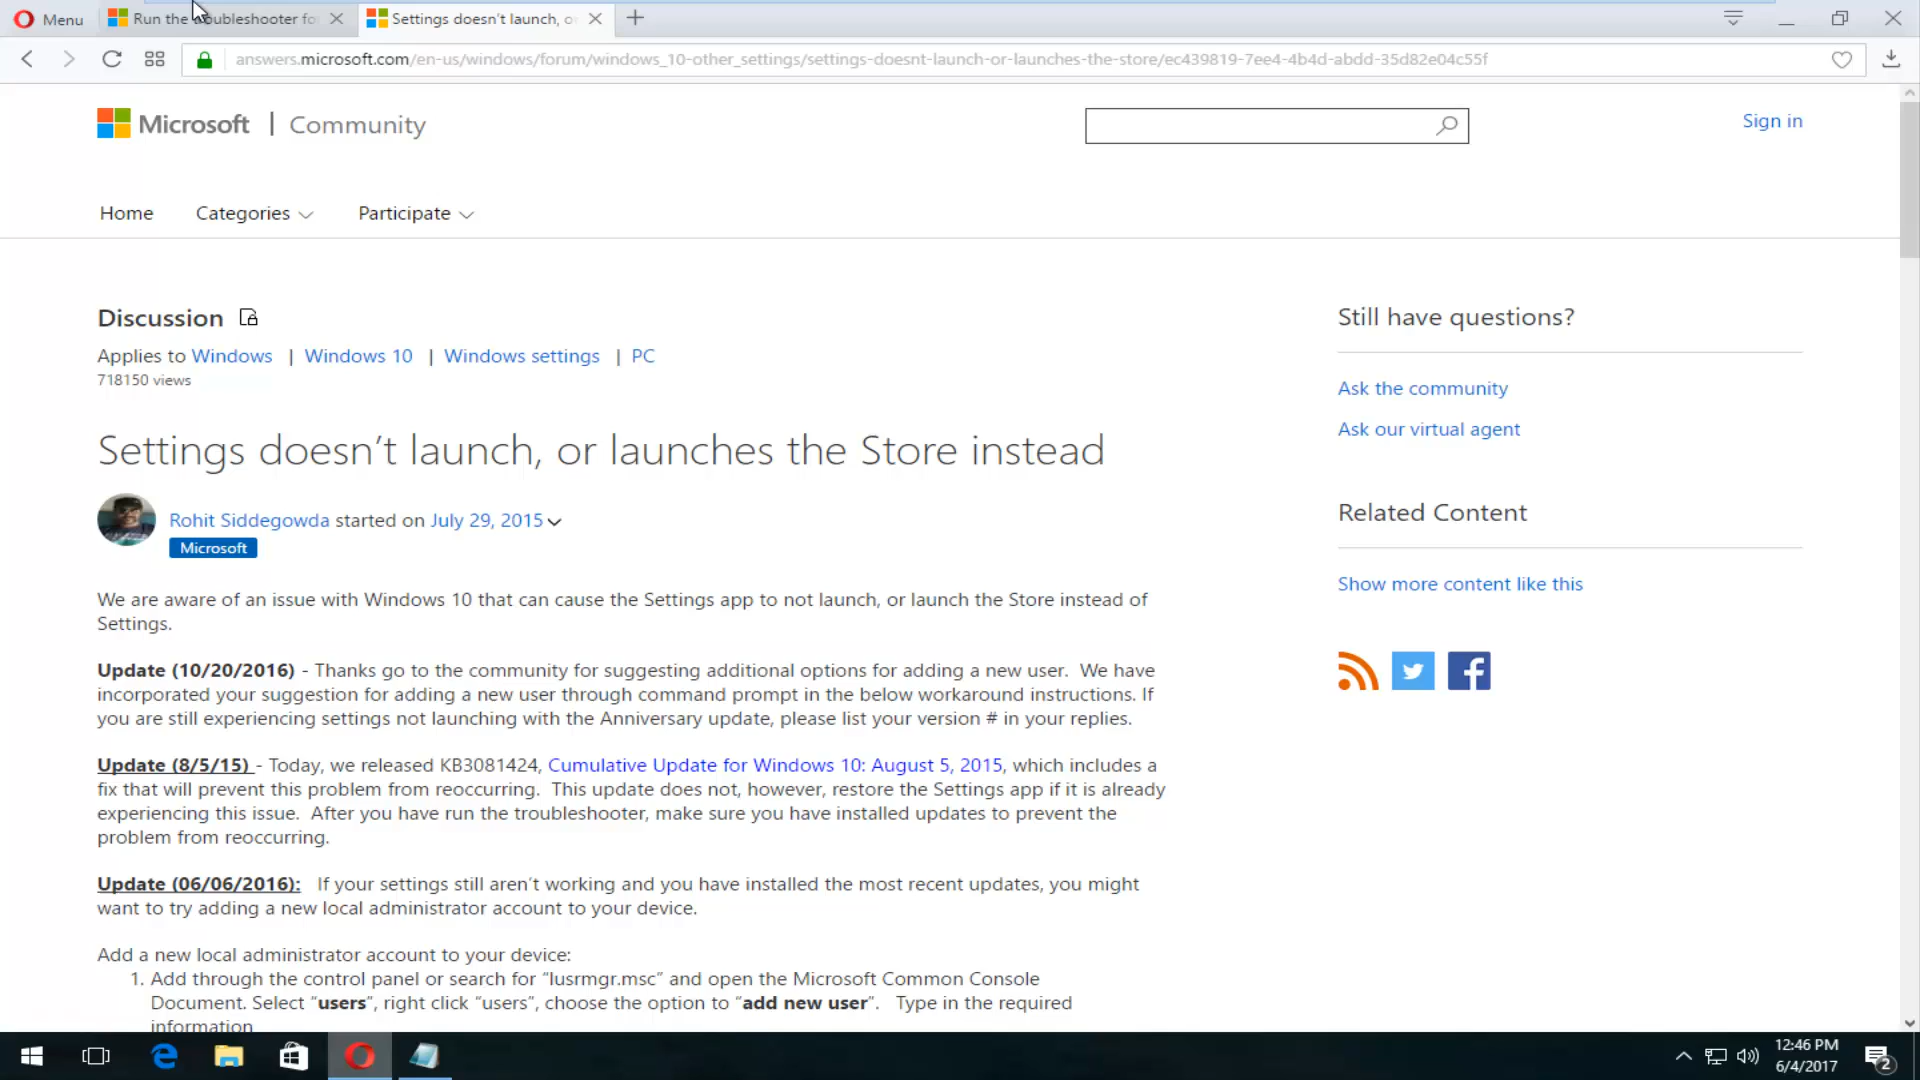 Menu
Run the troubleshooter fo
Settings doesn't launch, o
answers.microsoft.com/en-us/windows/forum/windows_10-other_settings/settings-doesnt-launch-or-launches-the-store/ec439819-7ee4-4b4d-abdd-35d82e04c55f
Microsoft | Community
Sign in
Home
Categories
Participate
Discussion
Applies to Windows | Windows 10 | Windows settings | PC
718150 views
Settings doesn't launch, or launches the Store instead
Rohit Siddegowda started on July 29, 2015
Microsoft
We are aware of an issue with Windows 10 that can cause the Settings app to not launch, or launch the Store instead of
Settings.
Update (10/20/2016) - Thanks go to the community for suggesting additional options for adding a new user.  We have
incorporated your suggestion for adding a new user through command prompt in the below workaround instructions. If
you are still experiencing settings not launching with the Anniversary update, please list your version # in your replies.
Update (8/5/15) - Today, we released KB3081424, Cumulative Update for Windows 10: August 5, 2015, which includes a
fix that will prevent this problem from reoccurring.  This update does not, however, restore the Settings app if it is already
experiencing this issue.  After you have run the troubleshooter, make sure you have installed updates to prevent the
problem from reoccurring.
Update (06/06/2016):  If your settings still aren't working and you have installed the most recent updates, you might
want to try adding a new local administrator account to your device.
Add a new local administrator account to your device:
1. Add through the control panel or search for "lusrmgr.msc" and open the Microsoft Common Console
Document. Select "users", right click "users", choose the option to "add new user".  Type in the required
information
Still have questions?
Ask the community
Ask our virtual agent
Related Content
Show more content like this
12:46 PM
6/4/2017
2